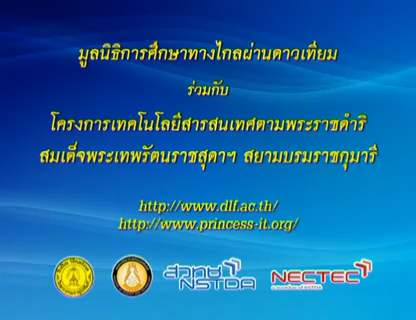 มูลนิธิการศึกษาทางไกลผ่านดาวเทียม
ร่วมกับ
โครงการเทคโนโลยีสารสนเทศตามพระราชดำริ
สมเด็จพระเทพรัตนราชสุดาฯ สยามบรมราชกุมารี
http://www.dlf.ac.th/
http://www.princess-it.org/
สวทช
NSTDA
NECTEC
a member of NSTDA